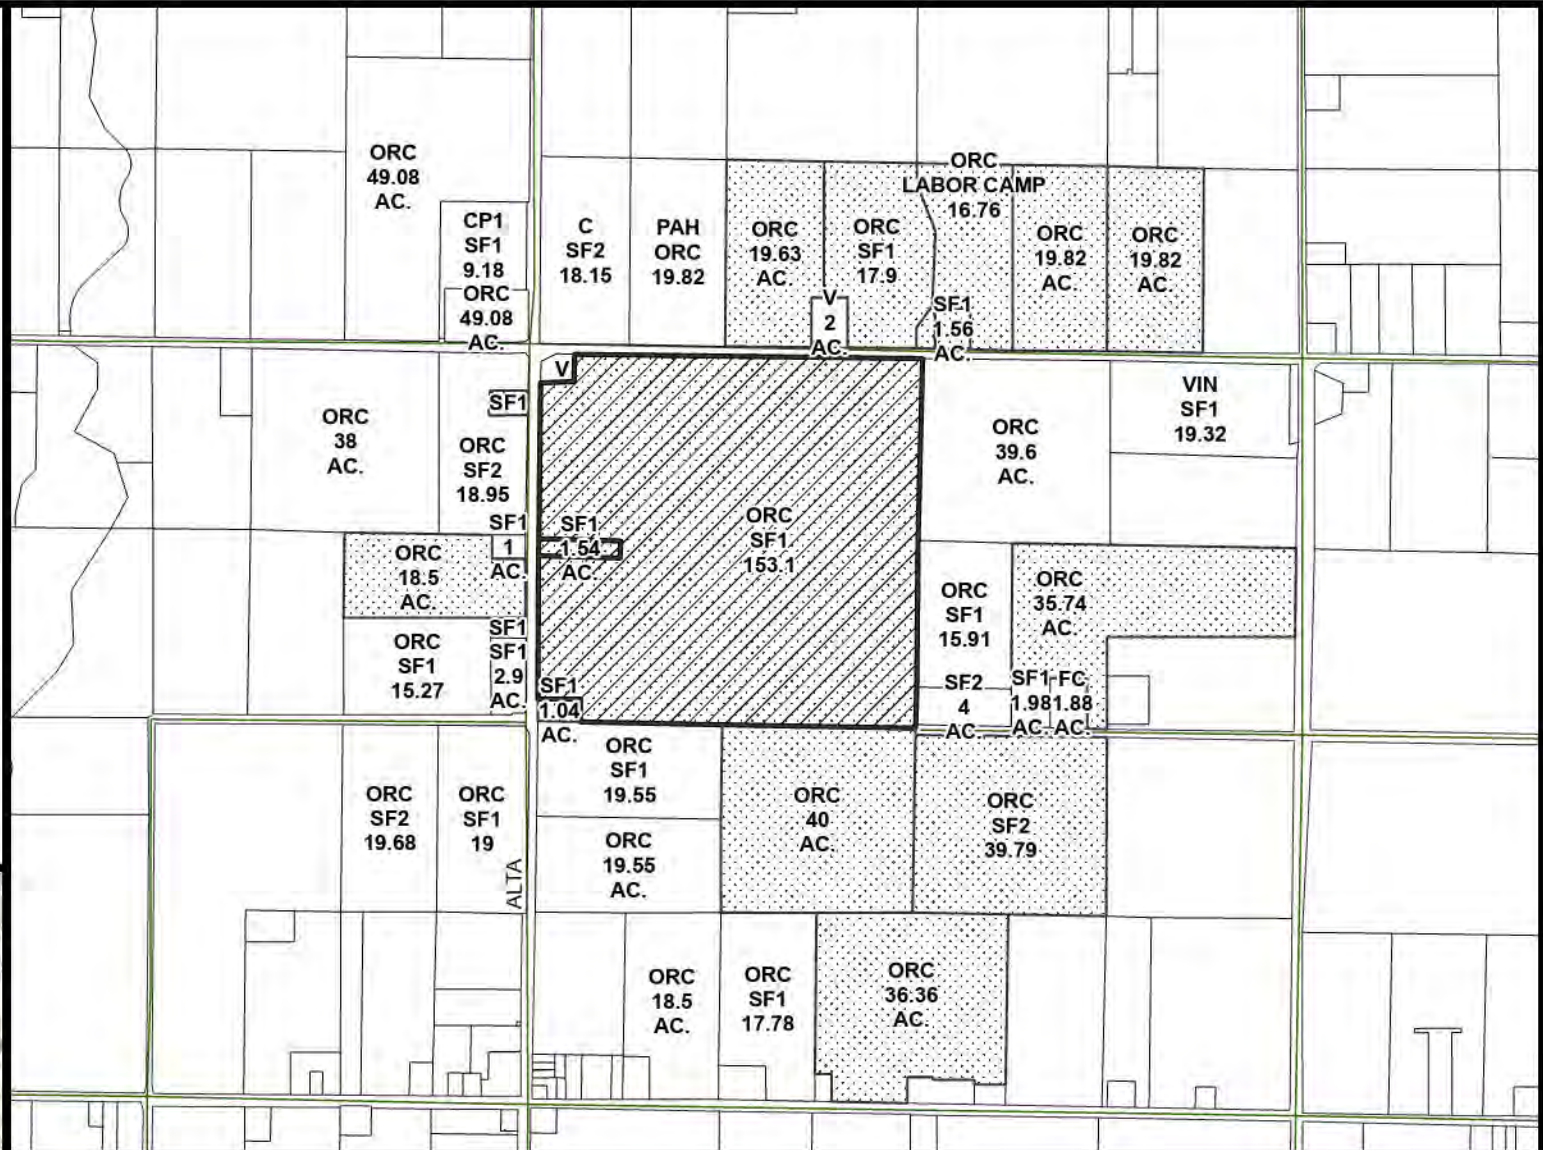 ORC
49.08
AC.
CP1
SF1
9.18
ORC
49.08
AC.
C
SF2
18.15
PAH
ORC
19.82
ORC
19.63
AC.
ORC
SF1
17.9
ORC
LABOR CAMP
16.76
ORC
19.82
AC.
ORC
19.82
AC.
V
2
AC.
SF1
1.56
AC.
V
SF1
ORC
38
AC.
ORC
SF2
18.95
ORC
39.6
AC.
VIN
SF1
19.32
SF1
1
AC.
SF1
1.54
AC.
ORC
SF1
153.1
ORC
18.5
AC.
ORC
SF1
15.27
SF1
SF1
2.9
AC.
SF1
1.04
AC.
ORC
SF1
15.91
ORC
35.74
AC.
SF2
4
AC.
SF1
1.98
AC.
FC
1.88
AC.
ORC
SF2
19.68
ORC
SF1
19
ALTA
ORC
SF1
19.55
ORC
19.55
AC.
ORC
40
AC.
ORC
SF2
39.79
ORC
18.5
AC.
ORC
SF1
17.78
ORC
36.36
AC.